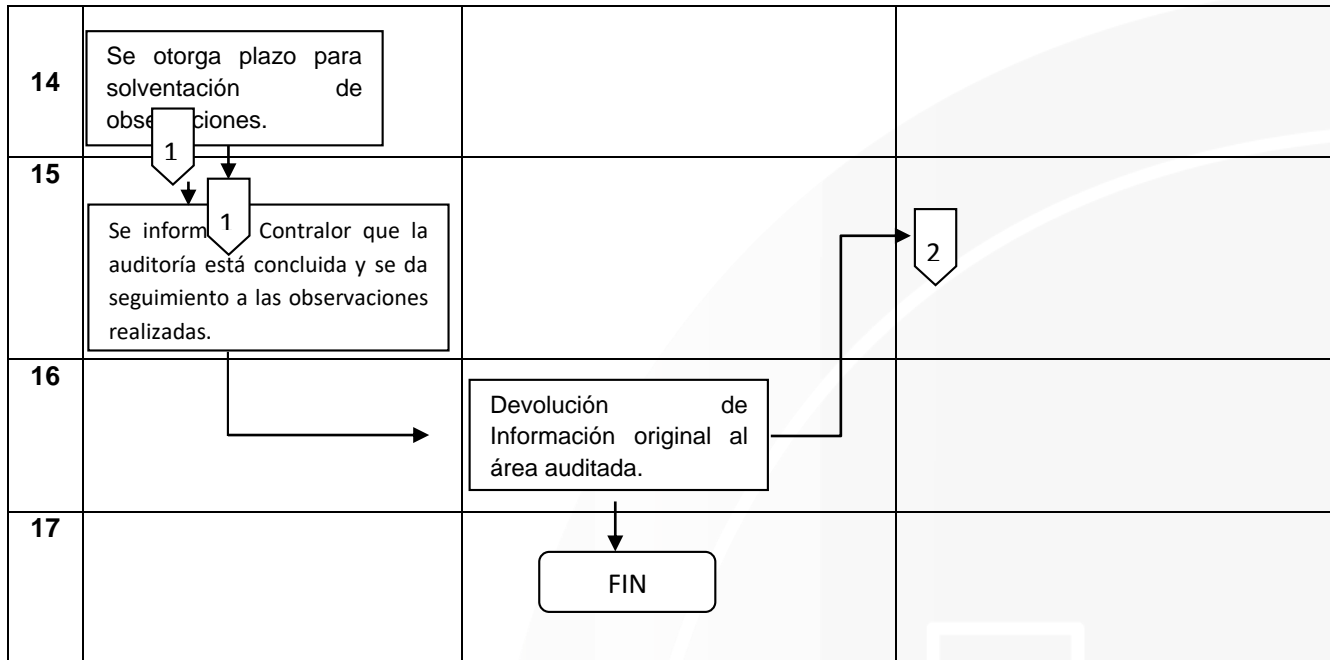 14
Se otorga plazo para
solventación de
obse ciones.
1
15
1
Se inform Contralor que la
auditoría está concluida y se da
seguimiento a las observaciones
realizadas.
2
16
Devolución de
Información original al
área auditada.
17
FIN